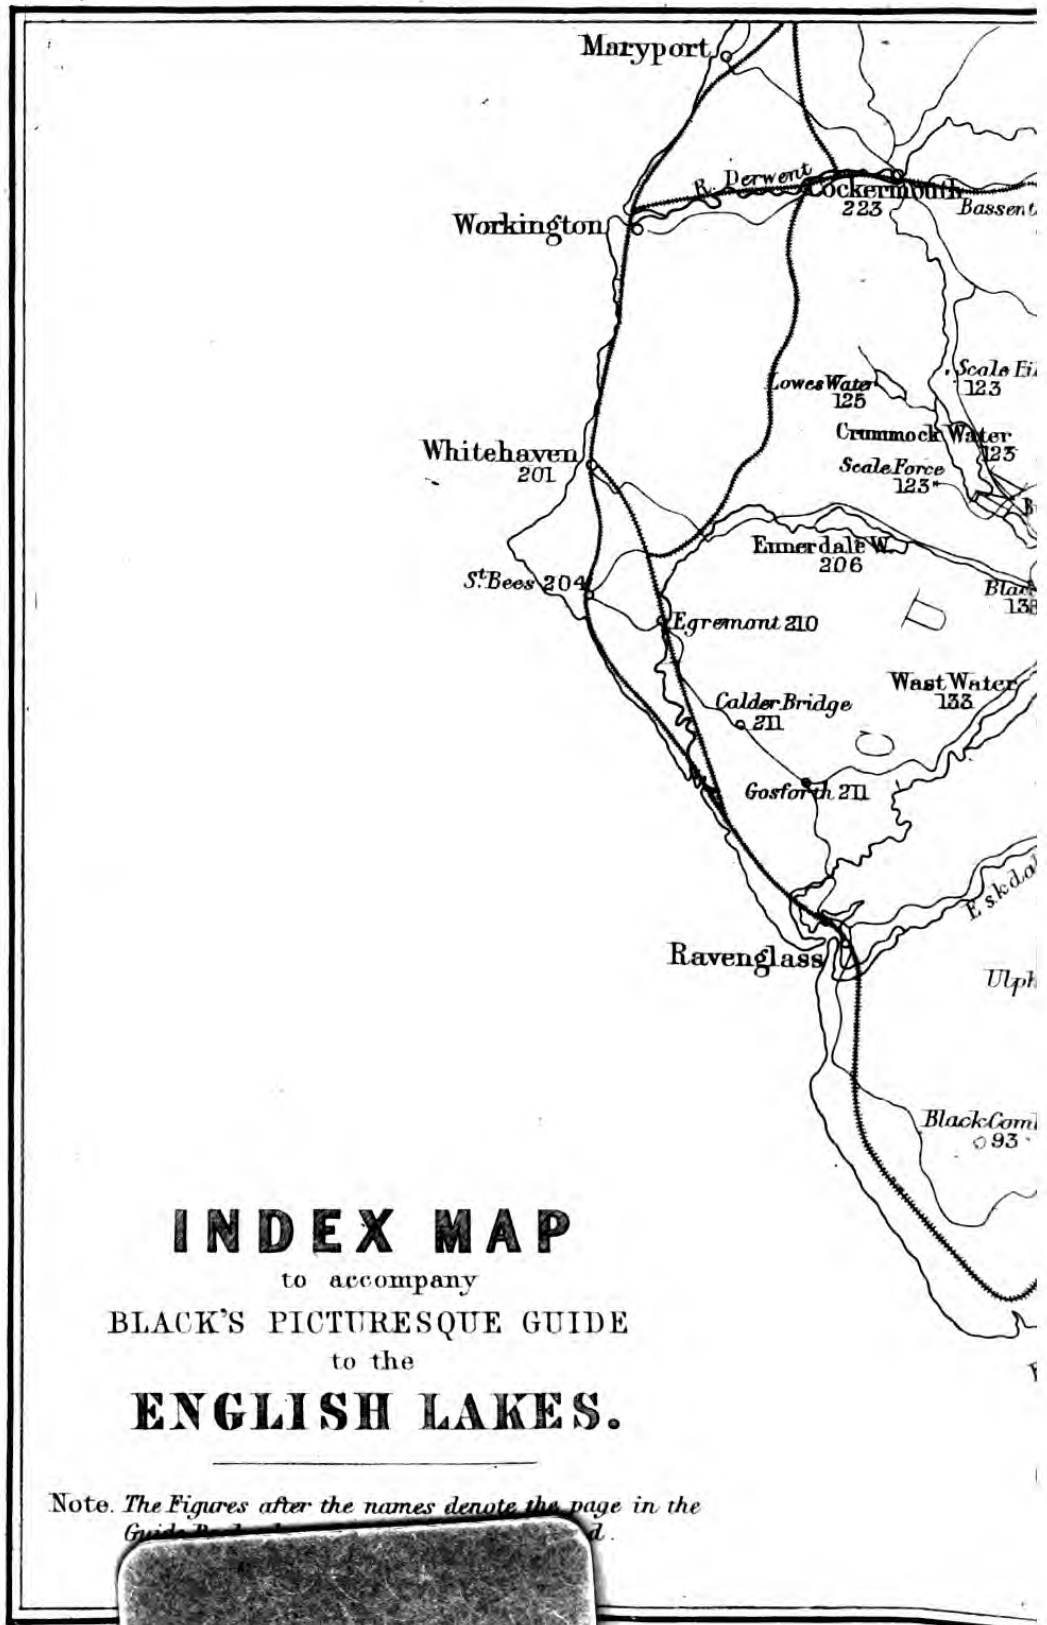 Maryport
R. Derwent
Cockermouth
223
Bassent
Workington
Lowes Water
125
Scale
123
Crummock Water
123
Scale Force
123
Whitehaven
201
Ennerdale W.
206
St. Bees 204
Black
138
U
Egremont 210
Wast Water
133
Calder Bridge
211
C
Gosforth 211
Eskdal
Ravenglass
Ulph
Black Com
93
INDEX MAP
to accompany
BLACK'S PICTURESQUE GUIDE
to the
ENGLISH LAKES.
Note. The Figures after the names denote the page in the